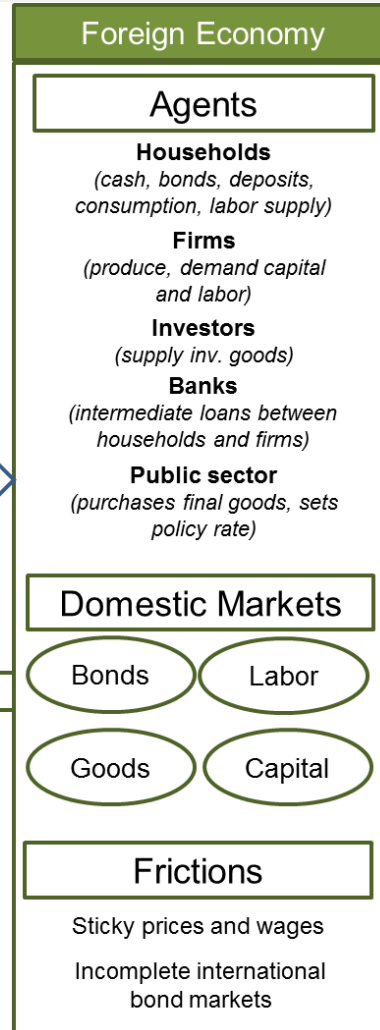 Foreign Economy
Agents
Households
(cash, bonds, deposits,
consumption, labor supply)
Firms
(produce, demand capital
and labor)
Investors
(supply inv. goods)
Banks
(intermediate loans between
households and firms)
Public sector
(purchases final goods, sets
policy rate)
Domestic Markets
Bonds
Labor
Goods
Capital
Frictions
Sticky prices and wages
Incomplete international
bond markets